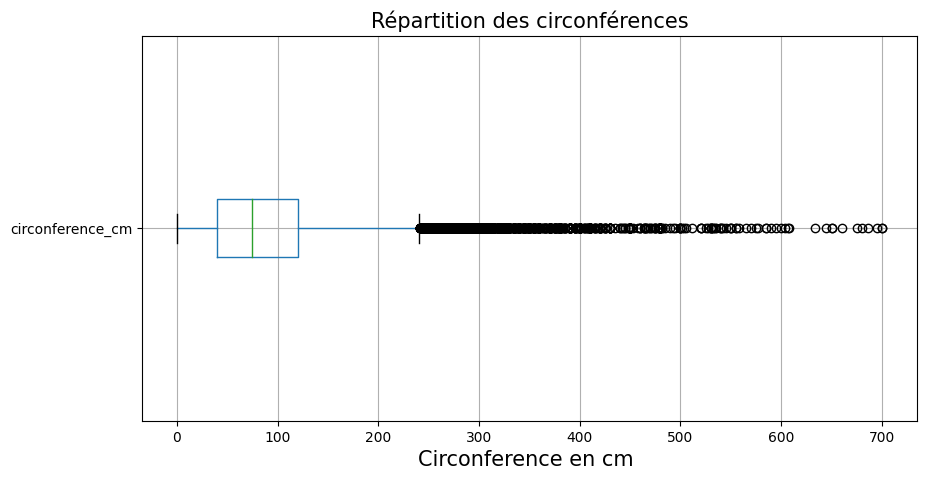 Répartition des circonférences
circonference_cm
0 100 200 300 400 500 600 700
Circonference en cm